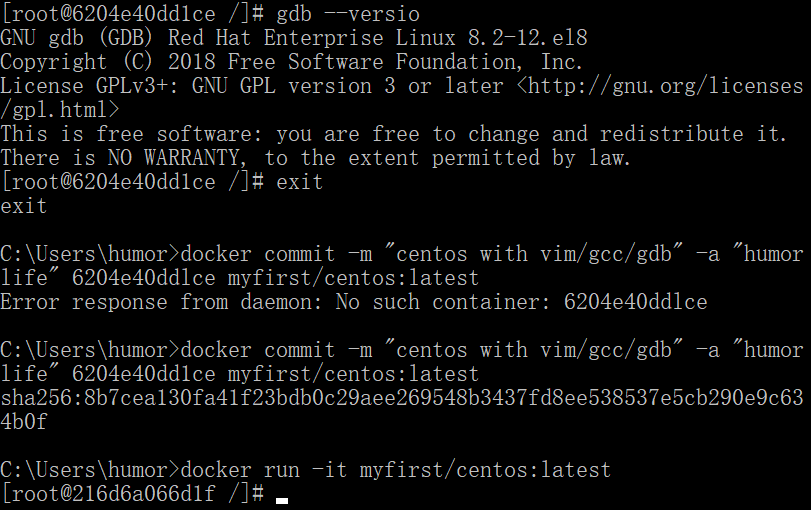 [root@6204e40dd1ce /]# gdb --versio
GNU gdb (GDB) Red Hat Enterprise Linux 8.2-12.el8
Copyright (C) 2018 Free Software Foundation, Inc.
License GPLv3+: GNU GPL version 3 or later <http://gnu.org/licenses
/gpl.html>
This is free software: you are free to change and redistribute it.
There is NO WARRANTY, to the extent permitted by law.
[root@6204e40dd1ce /]# exit
exit
C:\Users\humor>docker commit -m "centos with vim/gcc/gdb" -a "humor
life" 6204e40ddlce myfirst/centos:latest
Error response from daemon: No such container: 6204e40ddlce
C:\Users\humor>docker commit -m "centos with vim/gcc/gdb" -a "humor
life" 6204e40dd1ce myfirst/centos:latest
sha256:8b7cea130fa41f23bdb0c29aee269548b3437fd8ee538537e5cb290e9c63
4b0f
C:\Users\humor>docker run -it myfirst/centos:latest
[root@216d6a066d1f /]#